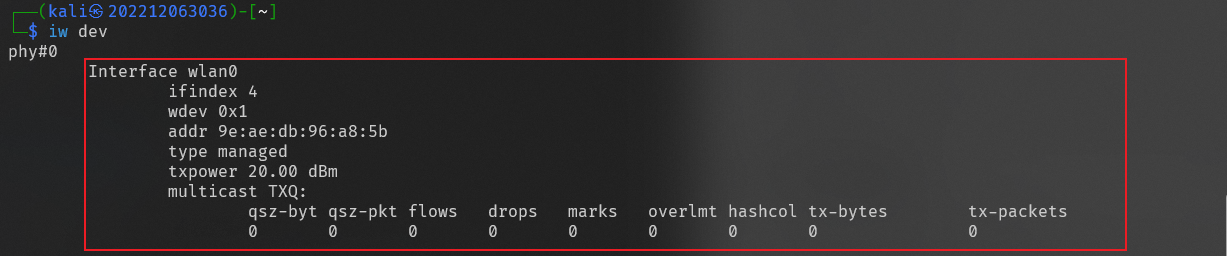 ┌──(kali㉿202212063036)-[~]
└─$ iw dev
phy#0
Interface wlan0
ifindex 4
wdev 0x1
addr 9e:ae:db:96:a8:5b
type managed
txpower 20.00 dBm
multicast TXQ:
qsz-byt qsz-pkt flows drops marks overlmt hashcol tx-bytes tx-packets
0 0 0 0 0 0 0 0 0